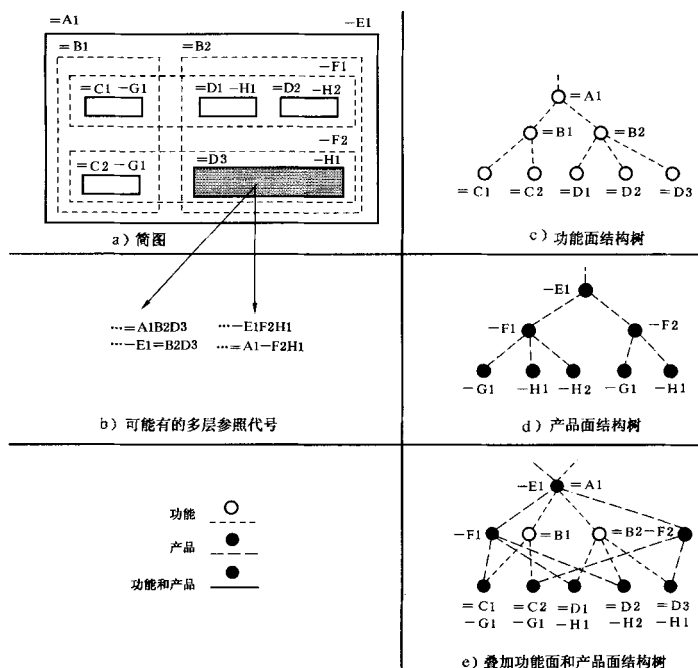 =A1 -E1
=B1 =B2
-F1
=C1 -G1 =D1 -H1 =D2 -H2
-F2
=C2 -G1 =D3 -H1
a）简图
…=A1B2D3 …-E1F2H1
…-E1=B2D3 …=A1-F2H1
b）可能有的多层参照代号
功能
产品
功能和产品
=A1
=B1 =B2
=C1 =C2 =D1 =D2 =D3
c）功能面结构树
-E1
-F1 -F2
-G1 -H1 -H2 -G1 -H1
d）产品面结构树
-E1 =A1
-F1 =B1 =B2-F2
=C1 =C2 =D1 =D2 =D3
-G1 -G1 -H1 -H2 -H1
e）叠加功能面和产品面结构树